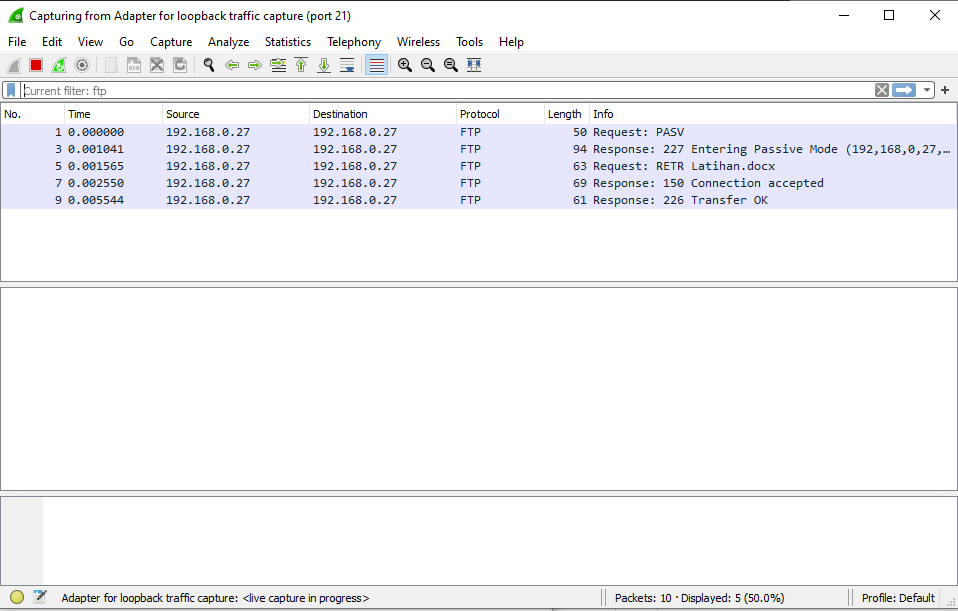 Capturing from Adapter for loopback traffic capture (port 21)
File Edit View Go Capture Analyze Statistics Telephony Wireless Tools Help
Current filter: ftp
No. Time Source Destination Protocol Length Info
1 0.000000 192.168.0.27 192.168.0.27 FTP 50 Request: PASV
3 0.001041 192.168.0.27 192.168.0.27 FTP 94 Response: 227 Entering Passive Mode (192,168,0,27,…
5 0.001565 192.168.0.27 192.168.0.27 FTP 63 Request: RETR Latihan.docx
7 0.002550 192.168.0.27 192.168.0.27 FTP 69 Response: 150 Connection accepted
9 0.005544 192.168.0.27 192.168.0.27 FTP 61 Response: 226 Transfer OK
Adapter for loopback traffic capture: <live capture in progress> Packets: 10 · Displayed: 5 (50.0%) Profile: Default